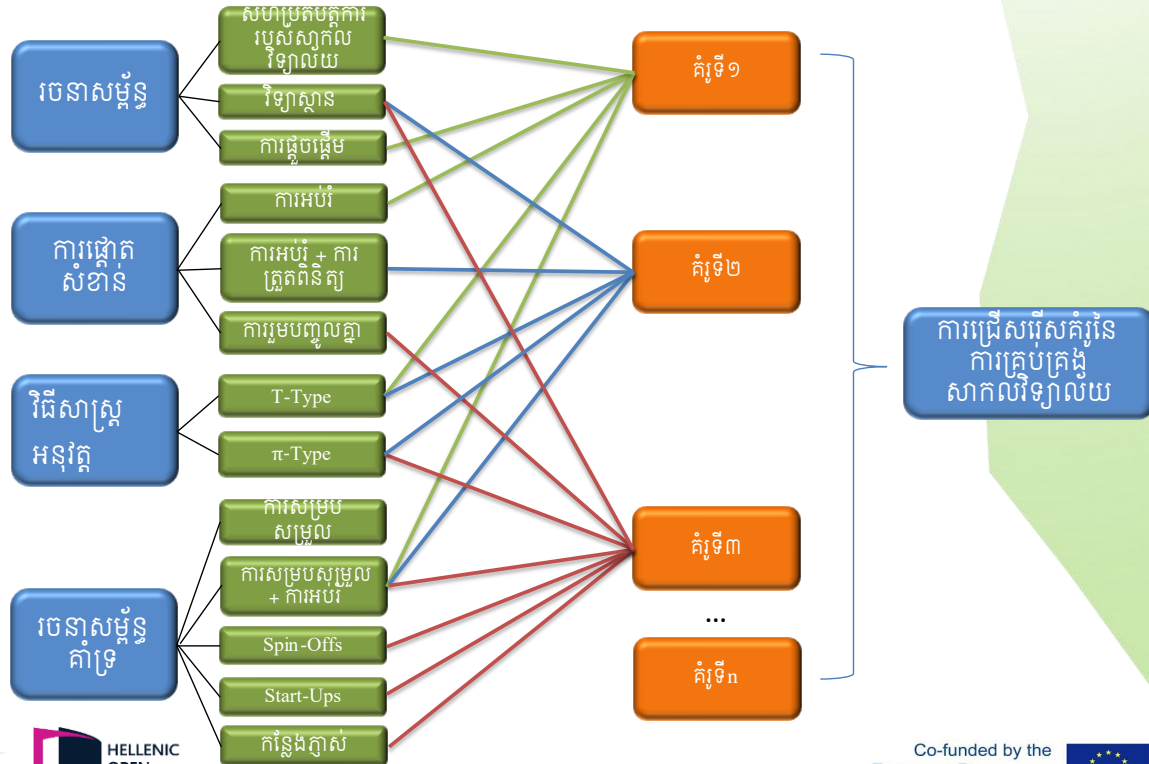 រចនាសម្ព័ន្ធ
សហប្រតិបត្តិការ
របស់សាកល
វិទ្យាល័យ
វិទ្យាស្ថាន
ការផ្តួចផ្តើម
ការផ្តោត
សំខាន់
ការអប់រំ
ការអប់រំ + ការ
ត្រួតពិនិត្យ
ការរួមបញ្ចូលគ្នា
វិធីសាស្ត្រ
អនុវត្ត
T-Type
π-Type
រចនាសម្ព័ន្ធ
គាំទ្រ
ការសម្រប
សម្រួល
ការសម្របសម្រួល
+ ការអប់រំ
Spin-Offs
Start-Ups
កន្លែងភ្ញាស់
គំរូទី១
គំរូទី២
គំរូទី៣
...
គំរូទីn
ការជ្រើសរើសគំរូនៃ
ការគ្រប់គ្រង
សាកលវិទ្យាល័យ
HELLENIC
Co-funded by the